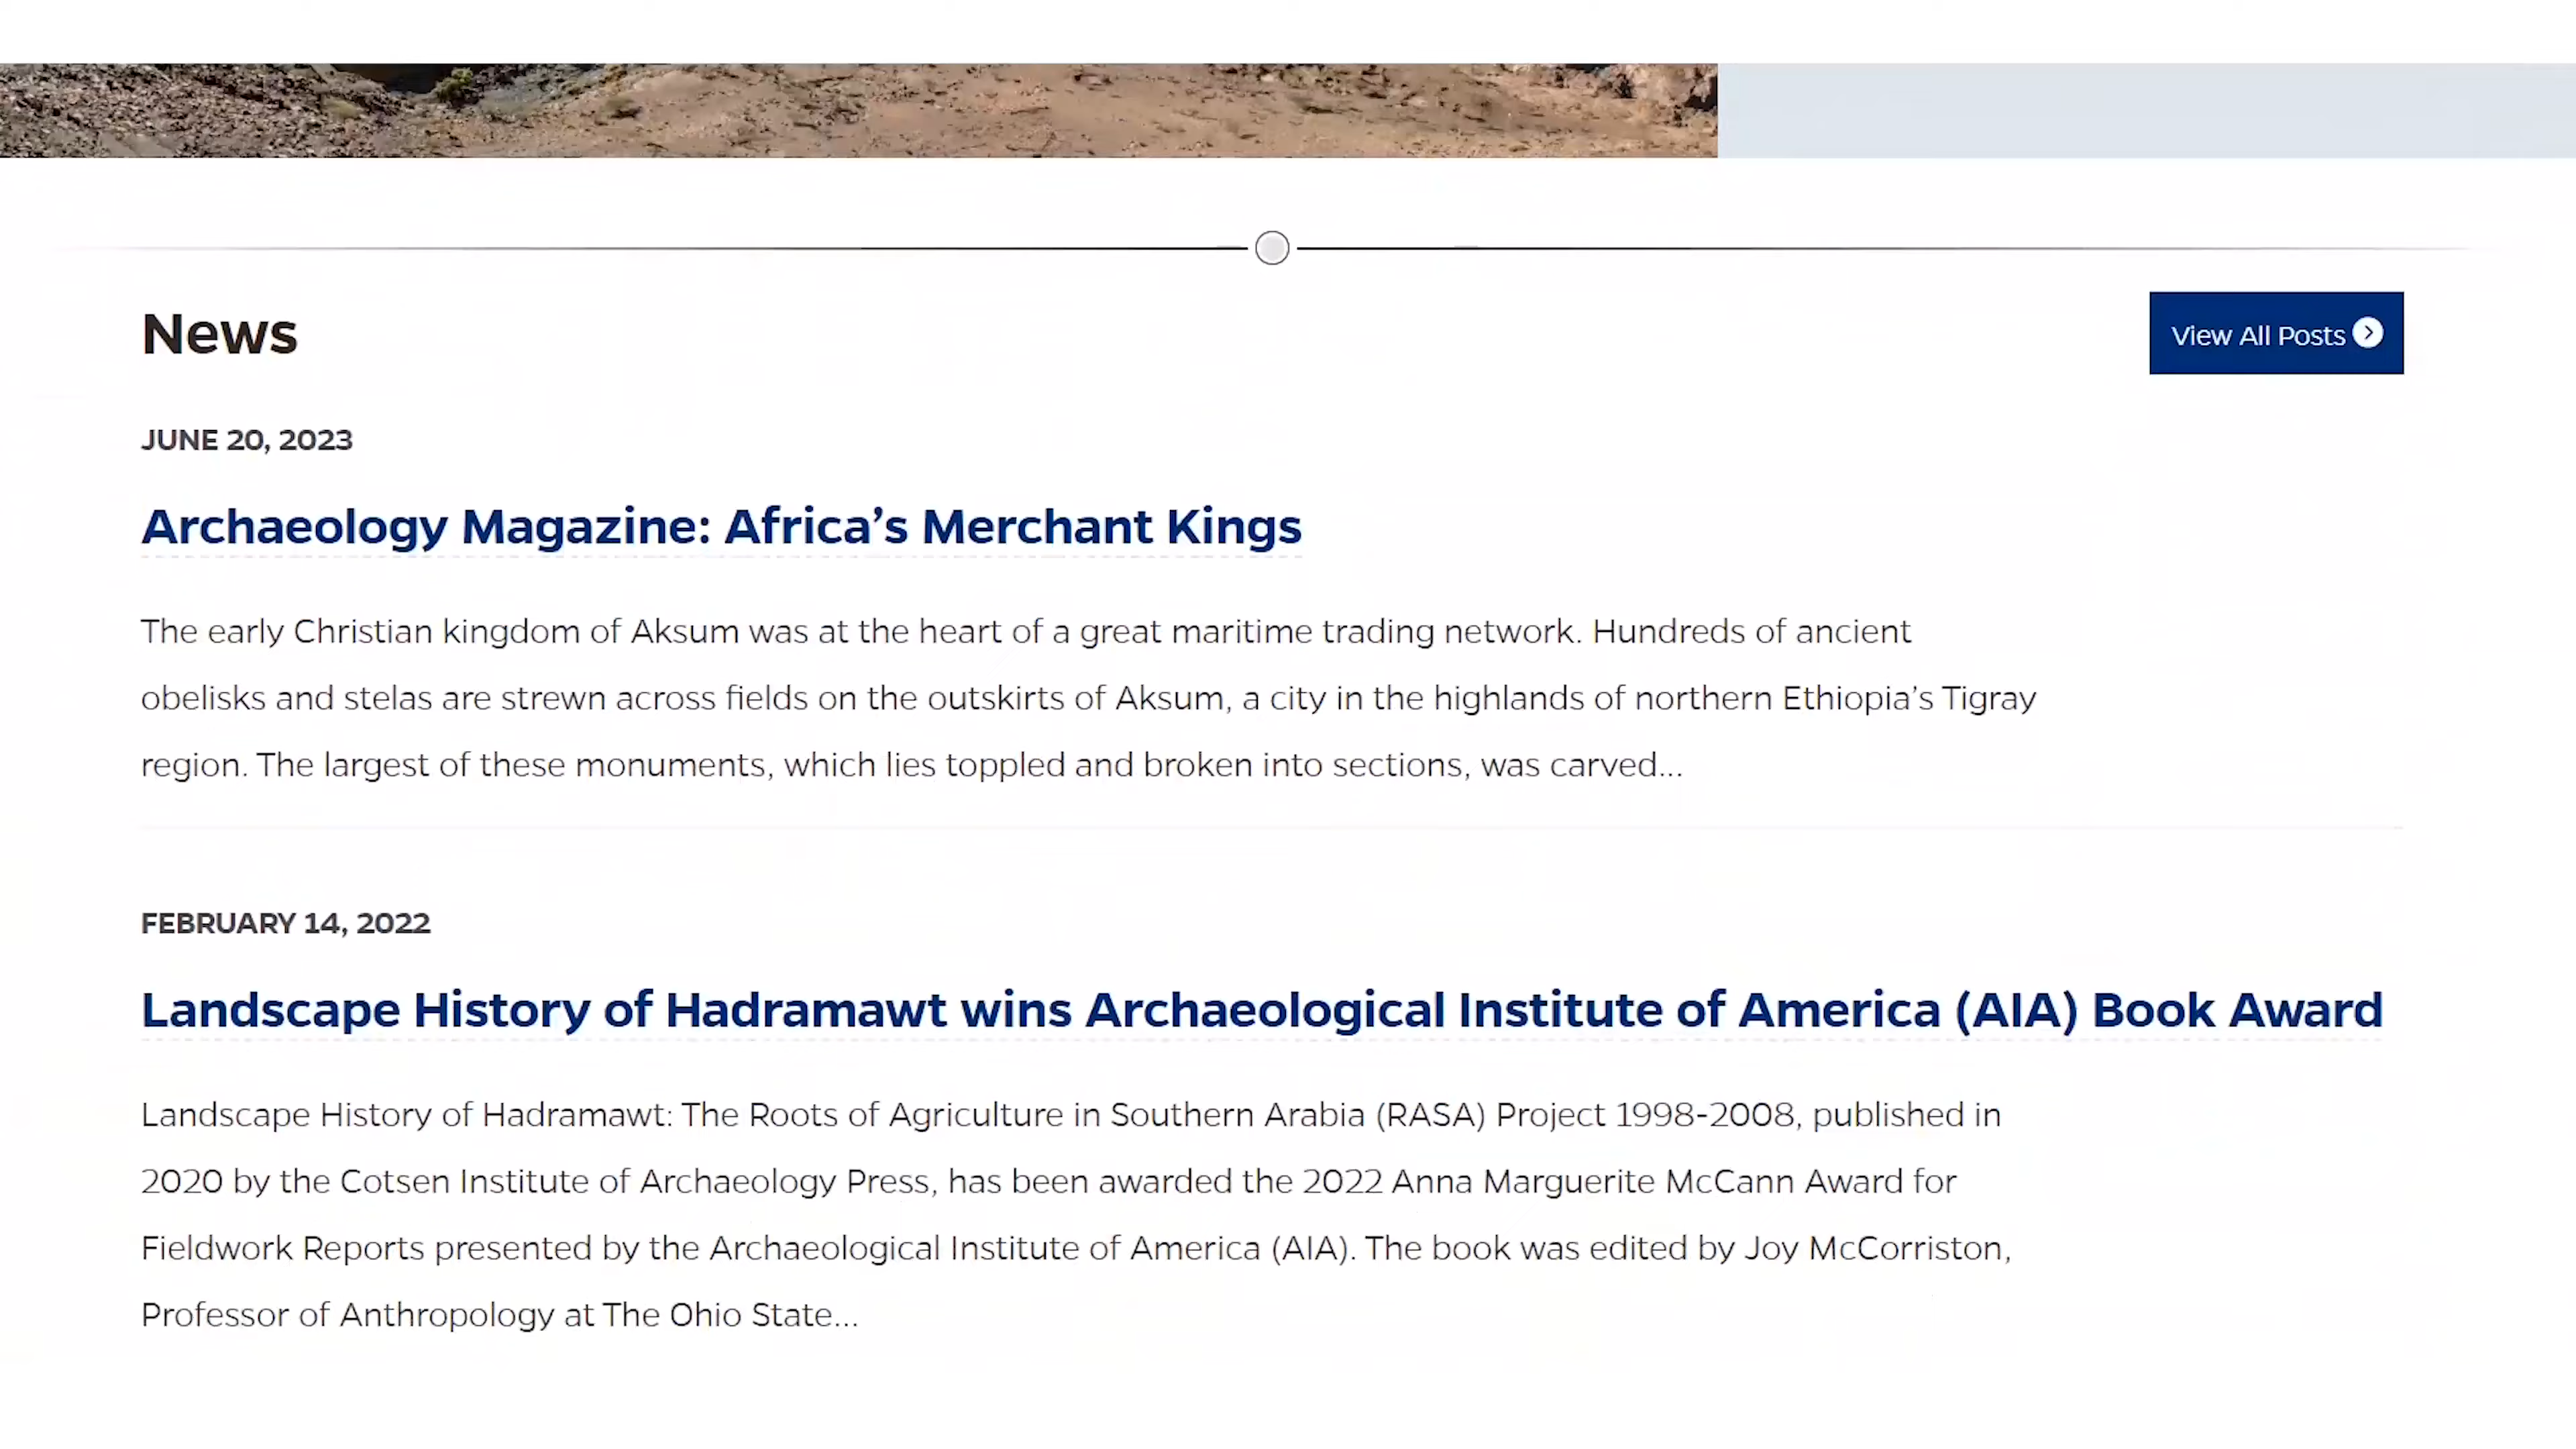 News
View All Posts
JUNE 20, 2023
Archaeology Magazine: Africa’s Merchant Kings
The early Christian kingdom of Aksum was at the heart of a great maritime trading network. Hundreds of ancient
obelisks and stelas are strewn across fields on the outskirts of Aksum, a city in the highlands of northern Ethiopia’s Tigray
region. The largest of these monuments, which lies toppled and broken into sections, was carved...
FEBRUARY 14, 2022
Landscape History of Hadramawt wins Archaeological Institute of America (AIA) Book Award
Landscape History of Hadramawt: The Roots of Agriculture in Southern Arabia (RASA) Project 1998-2008, published in
2020 by the Cotsen Institute of Archaeology Press, has been awarded the 2022 Anna Marguerite McCann Award for
Fieldwork Reports presented by the Archaeological Institute of America (AIA). The book was edited by Joy McCorriston,
Professor of Anthropology at The Ohio State...